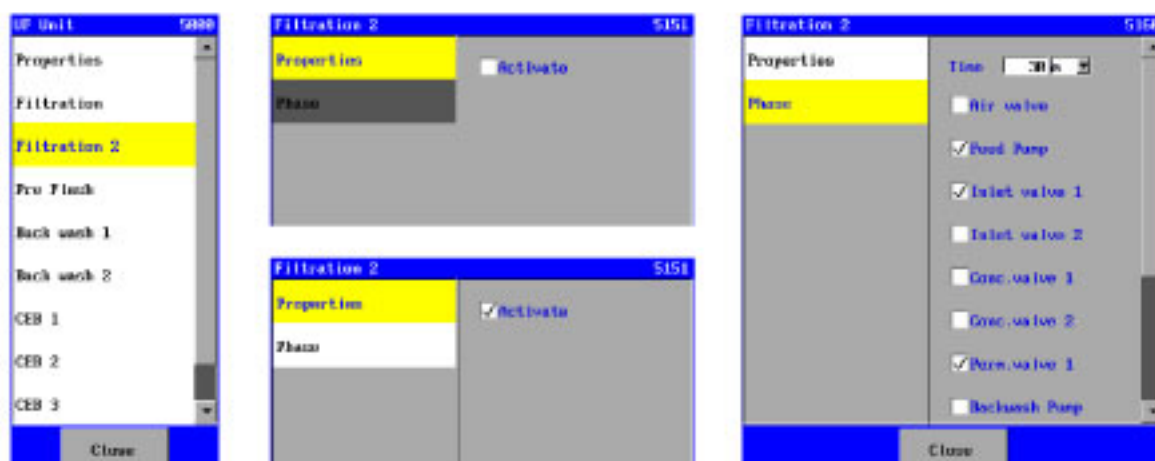 UF Unit 5000
Properties
Filtration
Filtration 2
Pre Flush
Back wash 1
Back wash 2
CEB 1
CEB 2
CEB 3
Close
Filtration 2 5151
Properties
Phase
Activate
Filtration 2 5151
Properties
Phase
Activate
Filtration 2 5160
Properties
Phase
Time 30 m
Air valve
Feed Pump
Inlet valve 1
Inlet valve 2
Conc.valve 1
Conc.valve 2
Perm.valve 1
Backwash Pump
Close